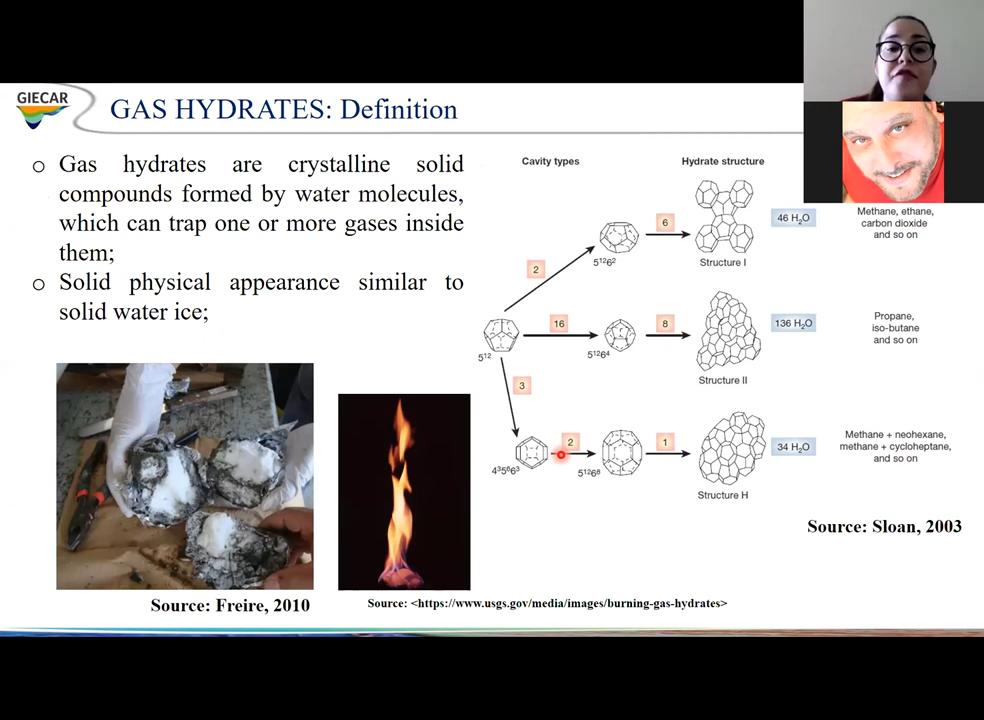 GIECAR
GAS HYDRATES: Definition
o Gas hydrates are crystalline solid
compounds formed by water molecules,
which can trap one or more gases inside
them;
o Solid physical appearance similar to
solid water ice;
Source: Freire, 2010
Source: <https://www.usgs.gov/media/images/burning-gas-hydrates>
Cavity types
Hydrate structure
5¹²
2
5¹²6²
6
Structure I
46 H₂O
Methane, ethane,
carbon dioxide
and so on
16
5¹²6⁴
8
Structure II
136 H₂O
Propane,
iso-butane
and so on
3
4³5⁶6³
2
5¹²6⁸
1
Structure H
34 H₂O
Methane + neohexane,
methane + cycloheptane,
and so on
Source: Sloan, 2003